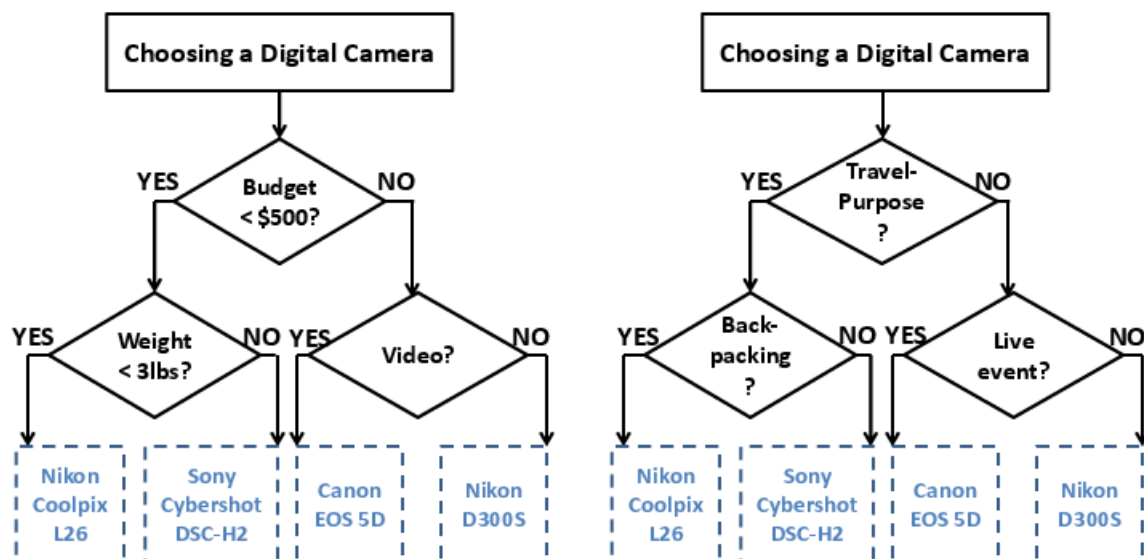 Choosing a Digital Camera
YES
NO
Budget
< $500?
YES
NO
Weight
< 3lbs?
YES
NO
Video?
Nikon
Coolpix
L26
Sony
Cybershot
DSC-H2
Canon
EOS 5D
Nikon
D300S
Choosing a Digital Camera
YES
NO
Travel-
Purpose
?
YES
NO
Back-
packing
?
YES
NO
Live
event?
Nikon
Coolpix
L26
Sony
Cybershot
DSC-H2
Canon
EOS 5D
Nikon
D300S